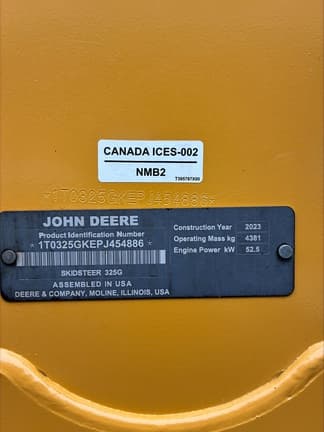 CANADA ICES-002
NMB2
*1T0325GKEPJ454886*
JOHN DEERE
Product Identification Number
* 1T0325GKEPJ454886 *
SKIDSTEER 325G
ASSEMBLED IN USA
DEERE & COMPANY, MOLINE, ILLINOIS, USA
Construction Year 2023
Operating Mass kg 4381
Engine Power kW 52.5